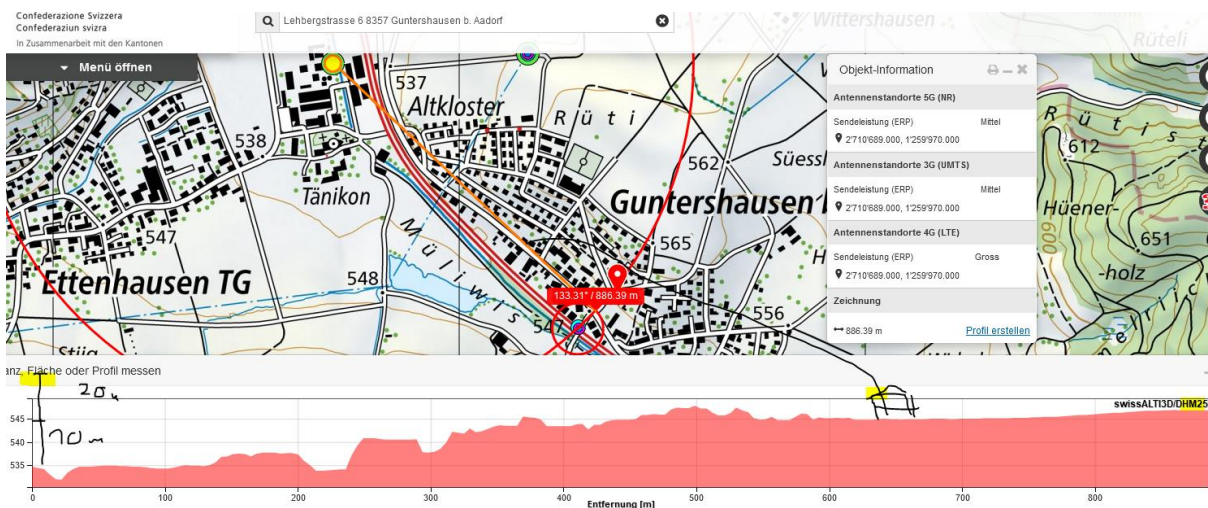 Confederazione Svizzera
Confederaziun svizra
In Zusammenarbeit mit den Kantonen
Lehbergstrasse 6 8357 Guntershausen b. Aadorf
Wittershausen
Rüteli
Menü öffnen
Objekt-Information
Antennenstandorte 5G (NR)
Sendeleistung (ERP) Mittel
2'710'689.000, 1'259'970.000
Antennenstandorte 3G (UMTS)
Sendeleistung (ERP) Mittel
2'710'689.000, 1'259'970.000
Antennenstandorte 4G (LTE)
Sendeleistung (ERP) Gross
2'710'689.000, 1'259'970.000
Zeichnung
886.39 m Profil erstellen
537
Altkloster
Rüti
538
562
Tänikon
Guntershausen
Müliwis
547
565
Ettenhausen TG
548
133.31° / 886.39 m
547
556
612
Hüener-
holz
600
651
anz, Fläche oder Profil messen
20m
10m
swissALTI3D/DHM25
545
540
535
0 100 200 300 400 500 600 700 800
Entfernung [m]